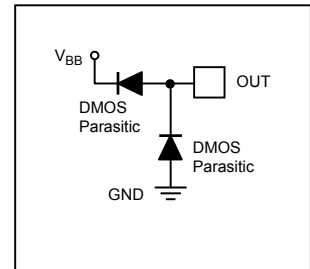 VBB
OUT
DMOS
Parasitic
DMOS
Parasitic
GND